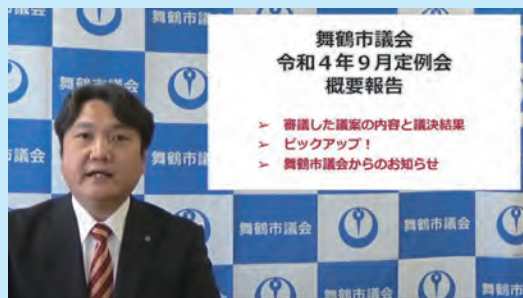 舞鶴市議会
令和４年９月定例会
概要報告
➢ 審議した議案の内容と議決結果
➢ ピックアップ！
➢ 舞鶴市議会からのお知らせ
舞鶴市議会
舞鶴市議会
舞鶴市議会
舞鶴市議会
舞鶴市議会
舞鶴市